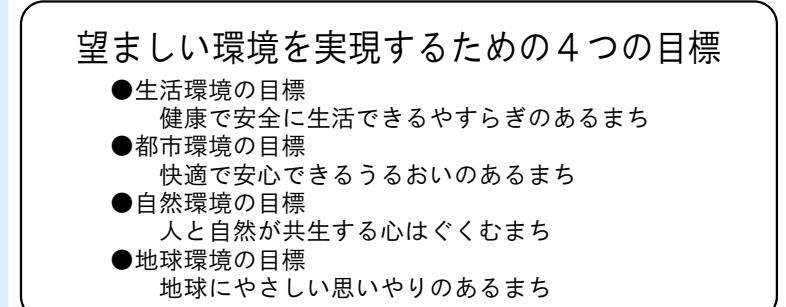 望ましい環境を実現するための４つの目標
●生活環境の目標
健康で安全に生活できるやすらぎのあるまち
●都市環境の目標
快適で安心できるうるおいのあるまち
●自然環境の目標
人と自然が共生する心はぐくむまち
●地球環境の目標
地球にやさしい思いやりのあるまち